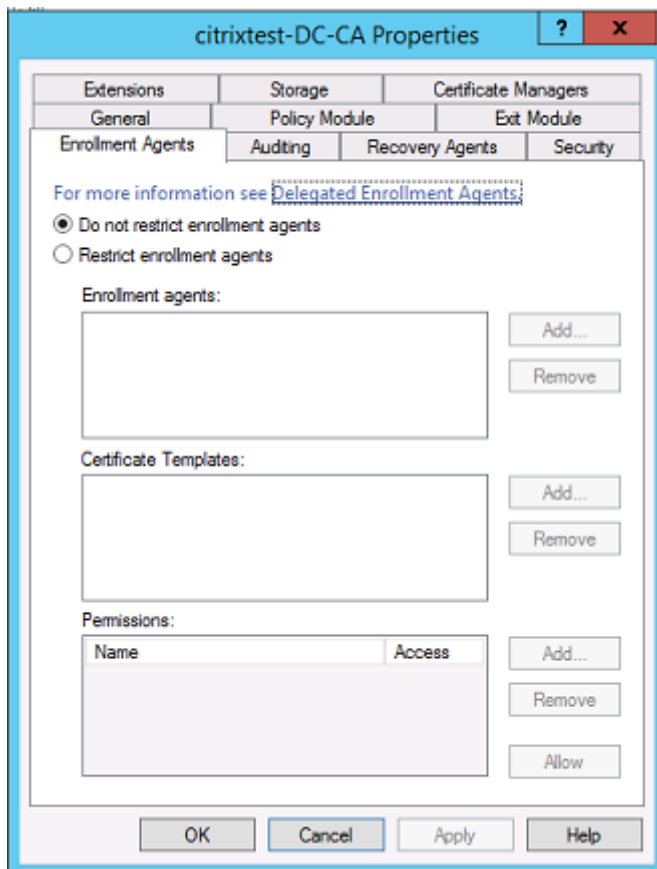 citrixtest-DC-CA Properties
?
x
Extensions
Storage
Certificate Managers
General
Policy Module
Exit Module
Enrollment Agents
Auditing
Recovery Agents
Security
For more information see Delegated Enrollment Agents.
Do not restrict enrollment agents
Restrict enrollment agents
Enrollment agents:
Add...
Remove
Certificate Templates:
Add...
Remove
Permissions:
Name Access
Add...
Remove
Allow
OK
Cancel
Apply
Help